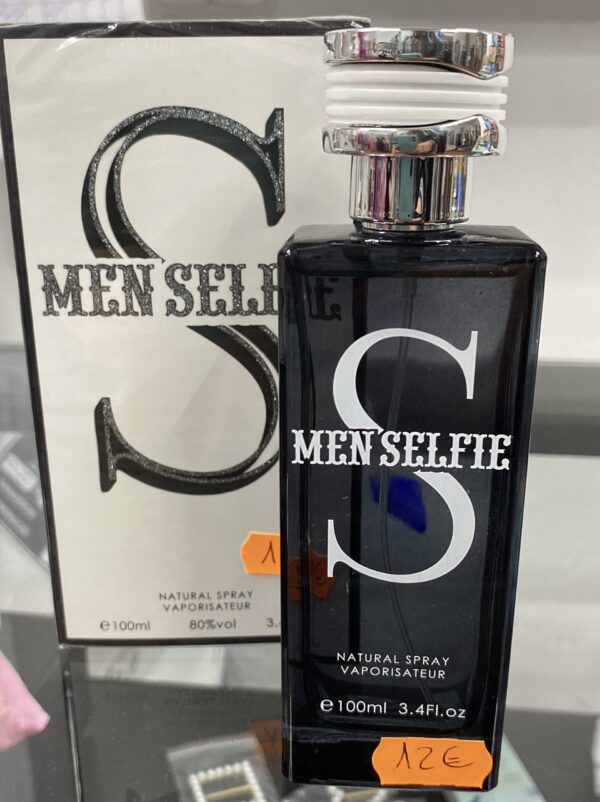 S
MEN SELFIE
NATURAL SPRAY
VAPORISATEUR
℮100ml 80%vol
S
MEN SELFIE
NATURAL SPRAY
VAPORISATEUR
℮100ml 3.4Fl.oz
12€